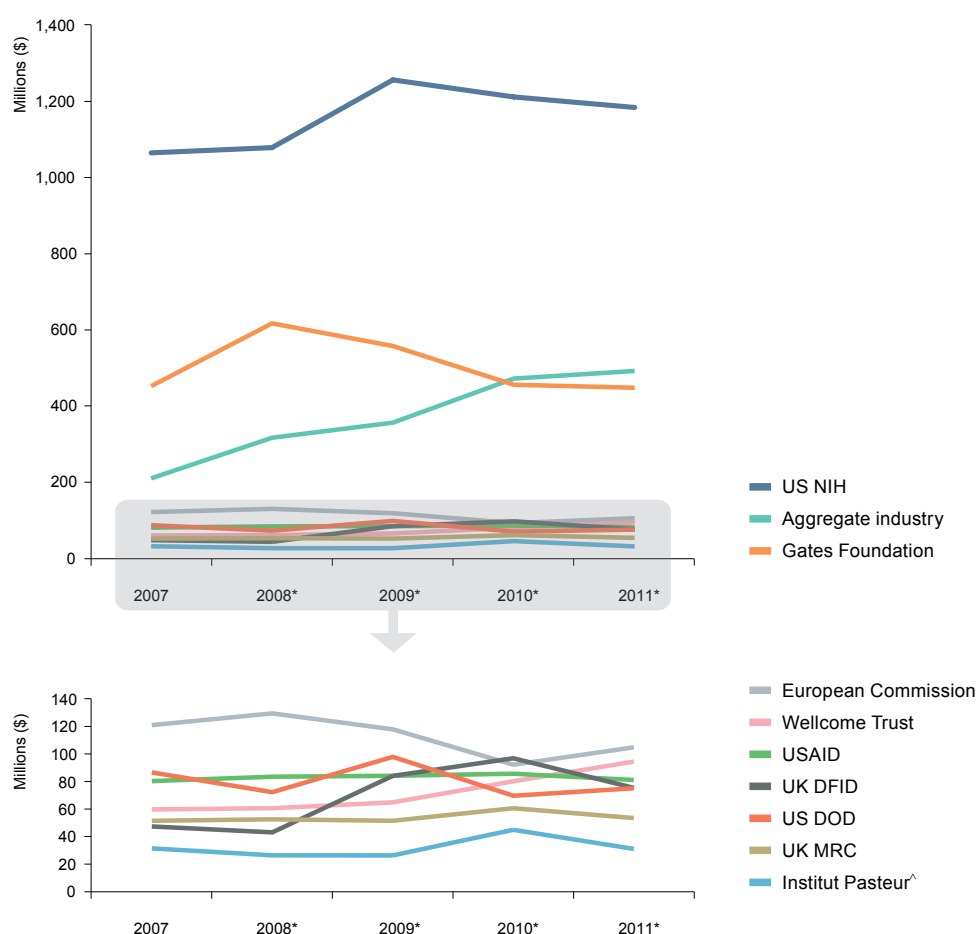 Millions ($)
1,400
1,200
1,000
800
600
400
200
0
2007 2008* 2009* 2010* 2011*
US NIH
Aggregate industry
Gates Foundation
Millions ($)
140
120
100
80
60
40
20
0
2007 2008* 2009* 2010* 2011*
European Commission
Wellcome Trust
USAID
UK DFID
US DOD
UK MRC
Institut Pasteur^